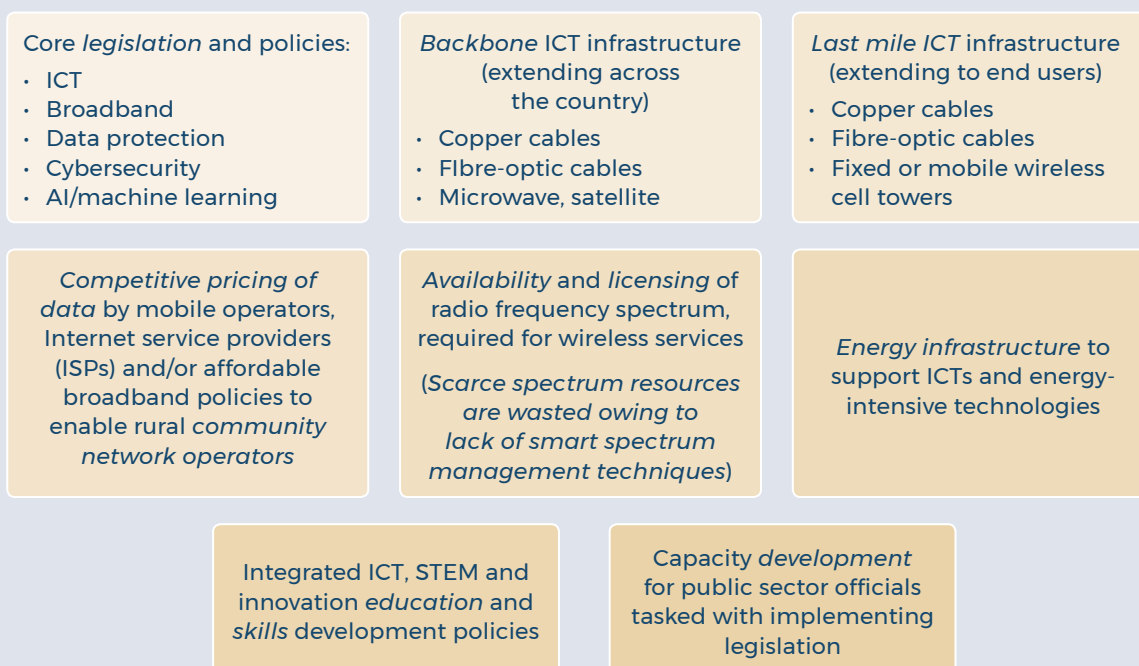 Core legislation and policies:
• ICT
• Broadband
• Data protection
• Cybersecurity
• AI/machine learning
Backbone ICT infrastructure
(extending across
the country)
• Copper cables
• FIbre-optic cables
• Microwave, satellite
Last mile ICT infrastructure
(extending to end users)
• Copper cables
• Fibre-optic cables
• Fixed or mobile wireless
cell towers
Competitive pricing of
data by mobile operators,
Internet service providers
(ISPs) and/or affordable
broadband policies to
enable rural community
network operators
Availability and licensing of
radio frequency spectrum,
required for wireless services
(Scarce spectrum resources
are wasted owing to
lack of smart spectrum
management techniques)
Energy infrastructure to
support ICTs and energy-
intensive technologies
Integrated ICT, STEM and
innovation education and
skills development policies
Capacity development
for public sector officials
tasked with implementing
legislation